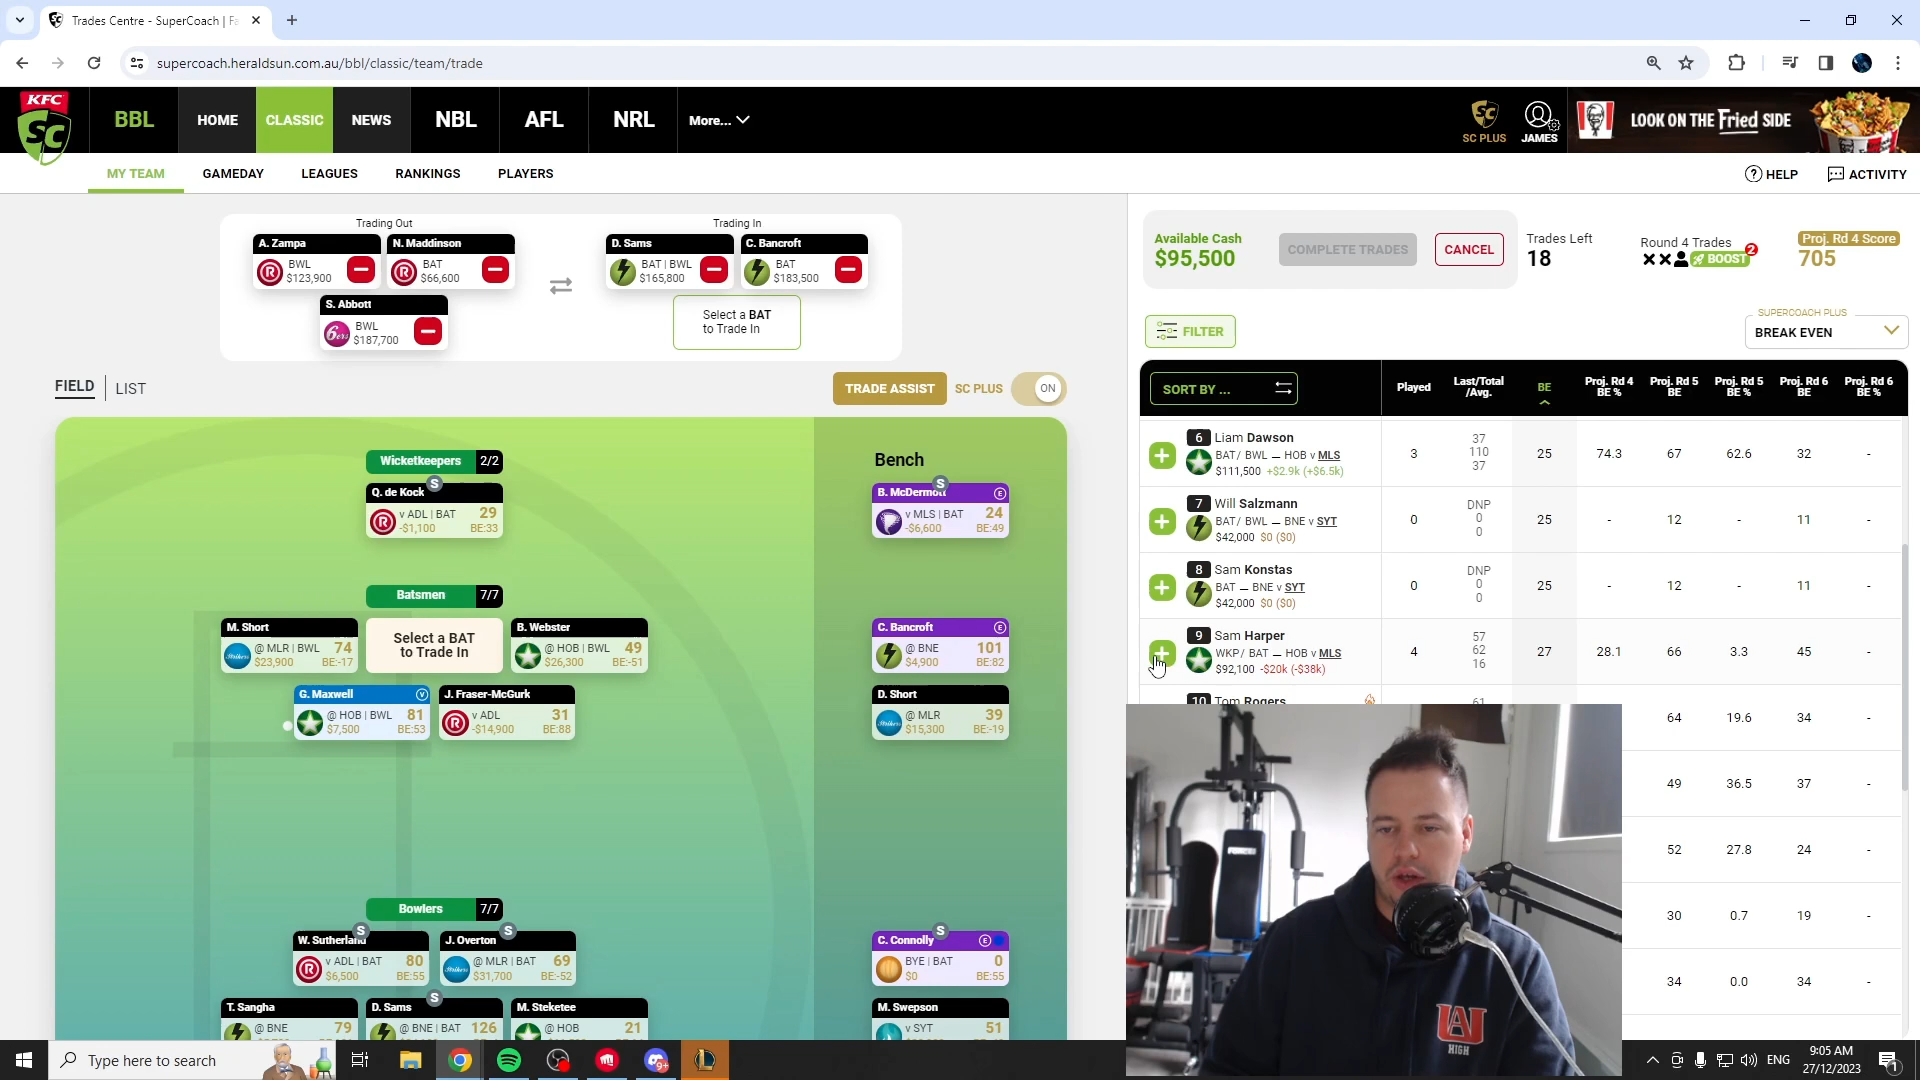 Trades Centre - SuperCoach | Fa
supercoach.heraldsun.com.au/bbl/classic/team/trade
KFC
SC
BBL
HOME
CLASSIC
NEWS
NBL
AFL
NRL
More...
SC PLUS
JAMES
LOOK ON THE Fried SIDE
MY TEAM
GAMEDAY
LEAGUES
RANKINGS
PLAYERS
HELP
ACTIVITY
Trading Out
Trading In
A. Zampa
BWL
$123,900
N. Maddinson
BAT
$66,600
S. Abbott
BWL
$187,700
D. Sams
BAT | BWL
$165,800
C. Bancroft
BAT
$183,500
Select a BAT
to Trade In
Available Cash
$95,500
COMPLETE TRADES
CANCEL
Trades Left
18
Round 4 Trades
BOOST
2
Proj. Rd 4 Score
705
FILTER
SUPERCOACH PLUS
BREAK EVEN
FIELD
LIST
TRADE ASSIST
SC PLUS
ON
Wicketkeepers 2/2
Bench
S
Q. de Kock
v ADL | BAT 29
-$1,100 BE:33
S
B. McDermott E
v MLS | BAT 24
-$6,600 BE:49
Batsmen 7/7
M. Short
@ MLR | BWL 74
$23,900 BE:-17
Select a BAT
to Trade In
B. Webster
@ HOB | BWL 49
$26,300 BE:-51
C. Bancroft E
@ BNE 101
$4,900 BE:82
G. Maxwell V
@ HOB | BWL 81
$7,500 BE:53
J. Fraser-McGurk
v ADL 31
-$14,900 BE:88
D. Short
@ MLR 39
$15,300 BE:-19
Bowlers 7/7
S
W. Sutherland
v ADL | BAT 80
$6,500 BE:55
S
J. Overton
@ MLR | BAT 69
$31,700 BE:-52
S
C. Connolly E
BYE | BAT 0
$0 BE:55
T. Sangha
@ BNE 79
S
D. Sams
@ BNE | BAT 126
M. Steketee
@ HOB 21
M. Swepson
v SYT 51
SORT BY ...
Played
Last/Total
/Avg.
BE
Proj. Rd 4
BE %
Proj. Rd 5
BE
Proj. Rd 5
BE %
Proj. Rd 6
BE
Proj. Rd 6
BE %
6 Liam Dawson
BAT/ BWL — HOB v MLS
$111,500 +$2.9k (+$6.5k)
3
37
110
37
25 74.3 67 62.6 32 -
7 Will Salzmann
BAT/ BWL — BNE v SYT
$42,000 $0 ($0)
0
DNP
0
0
25 - 12 - 11 -
8 Sam Konstas
BAT — BNE v SYT
$42,000 $0 ($0)
0
DNP
0
0
25 - 12 - 11 -
9 Sam Harper
WKP/ BAT — HOB v MLS
$92,100 -$20k (-$38k)
4
57
62
16
27 28.1 66 3.3 45 -
10 Tom Rogers
61
64 19.6 34 -
49 36.5 37 -
52 27.8 24 -
30 0.7 19 -
34 0.0 34 -
HIGH
Type here to search
9+
ENG
9:05 AM
27/12/2023
1